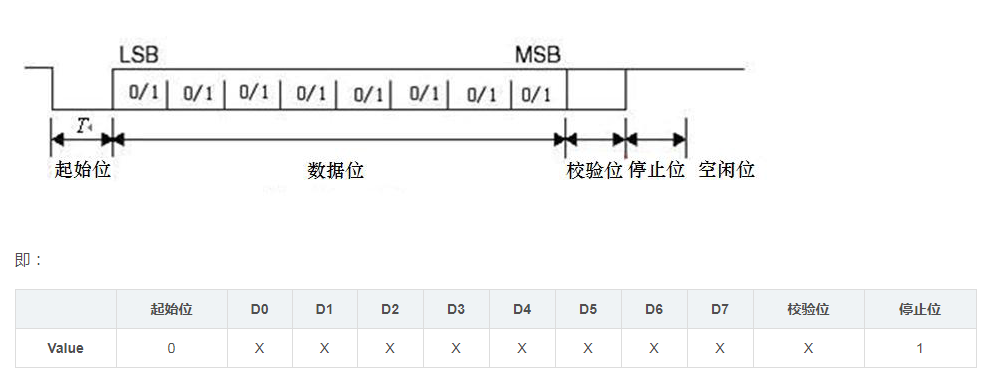 LSB MSB
0/1 0/1 0/1 0/1 0/1 0/1 0/1 0/1
T
起始位 数据位 校验位 停止位 空闲位
即：
起始位 D0 D1 D2 D3 D4 D5 D6 D7 校验位 停止位
Value 0 X X X X X X X X X 1